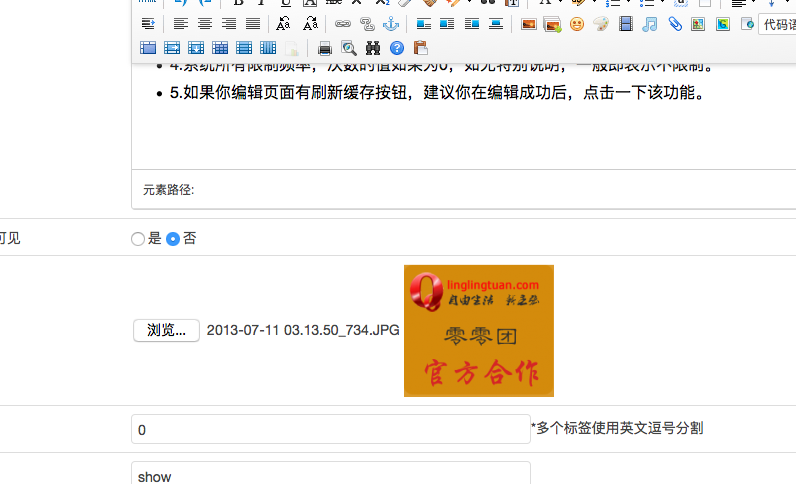 代码语
4.系统所有限制频率，次数的值如果为0，如无特别说明，一般即表示不限制。
5.如果你编辑页面有刷新缓存按钮，建议你在编辑成功后，点击一下该功能。
元素路径:
可见
是 否
linglingtuan.com
自由生活
零零团
官方合作
浏览... 2013-07-11 03.13.50_734.JPG
0 *多个标签使用英文逗号分割
show